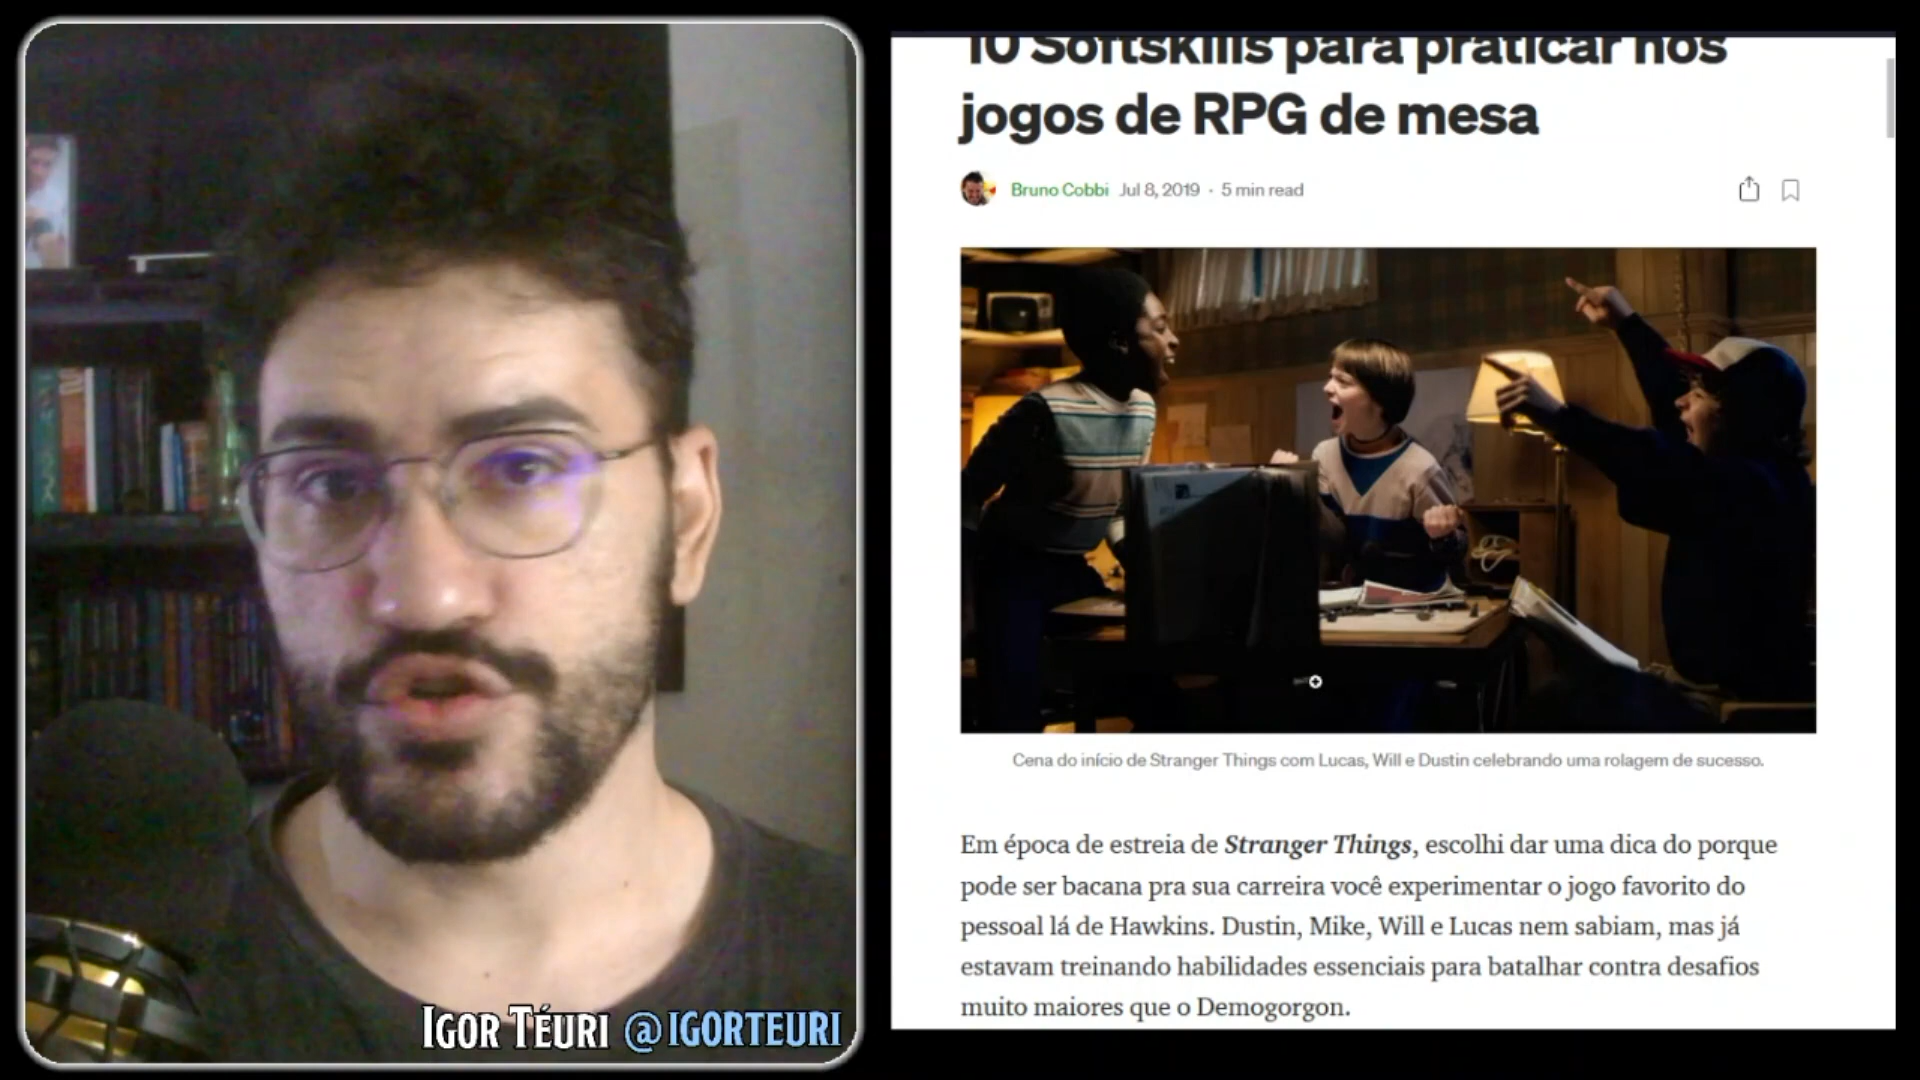 10 Softskills para praticar nos
jogos de RPG de mesa
Bruno Cobbi Jul 8, 2019 · 5 min read
Cena do início de Stranger Things com Lucas, Will e Dustin celebrando uma rolagem de sucesso.
Em época de estreia de Stranger Things, escolhi dar uma dica do porque
pode ser bacana pra sua carreira você experimentar o jogo favorito do
pessoal lá de Hawkins. Dustin, Mike, Will e Lucas nem sabiam, mas já
estavam treinando habilidades essenciais para batalhar contra desafios
muito maiores que o Demogorgon.
IGOR TÉURI @IGORTEURI